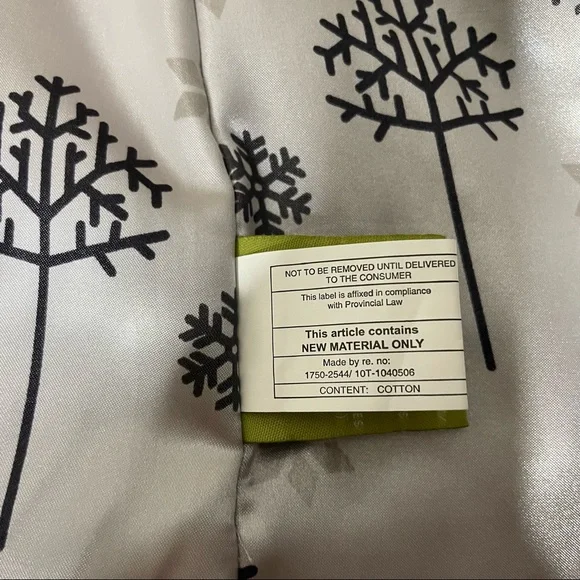 NOT TO BE REMOVED UNTIL DELIVERED
TO THE CONSUMER
This label is affixed in compliance
with Provincial Law
This article contains
NEW MATERIAL ONLY
Made by re. no:
1750-2544/ 10T-1040506
CONTENT: COTTON